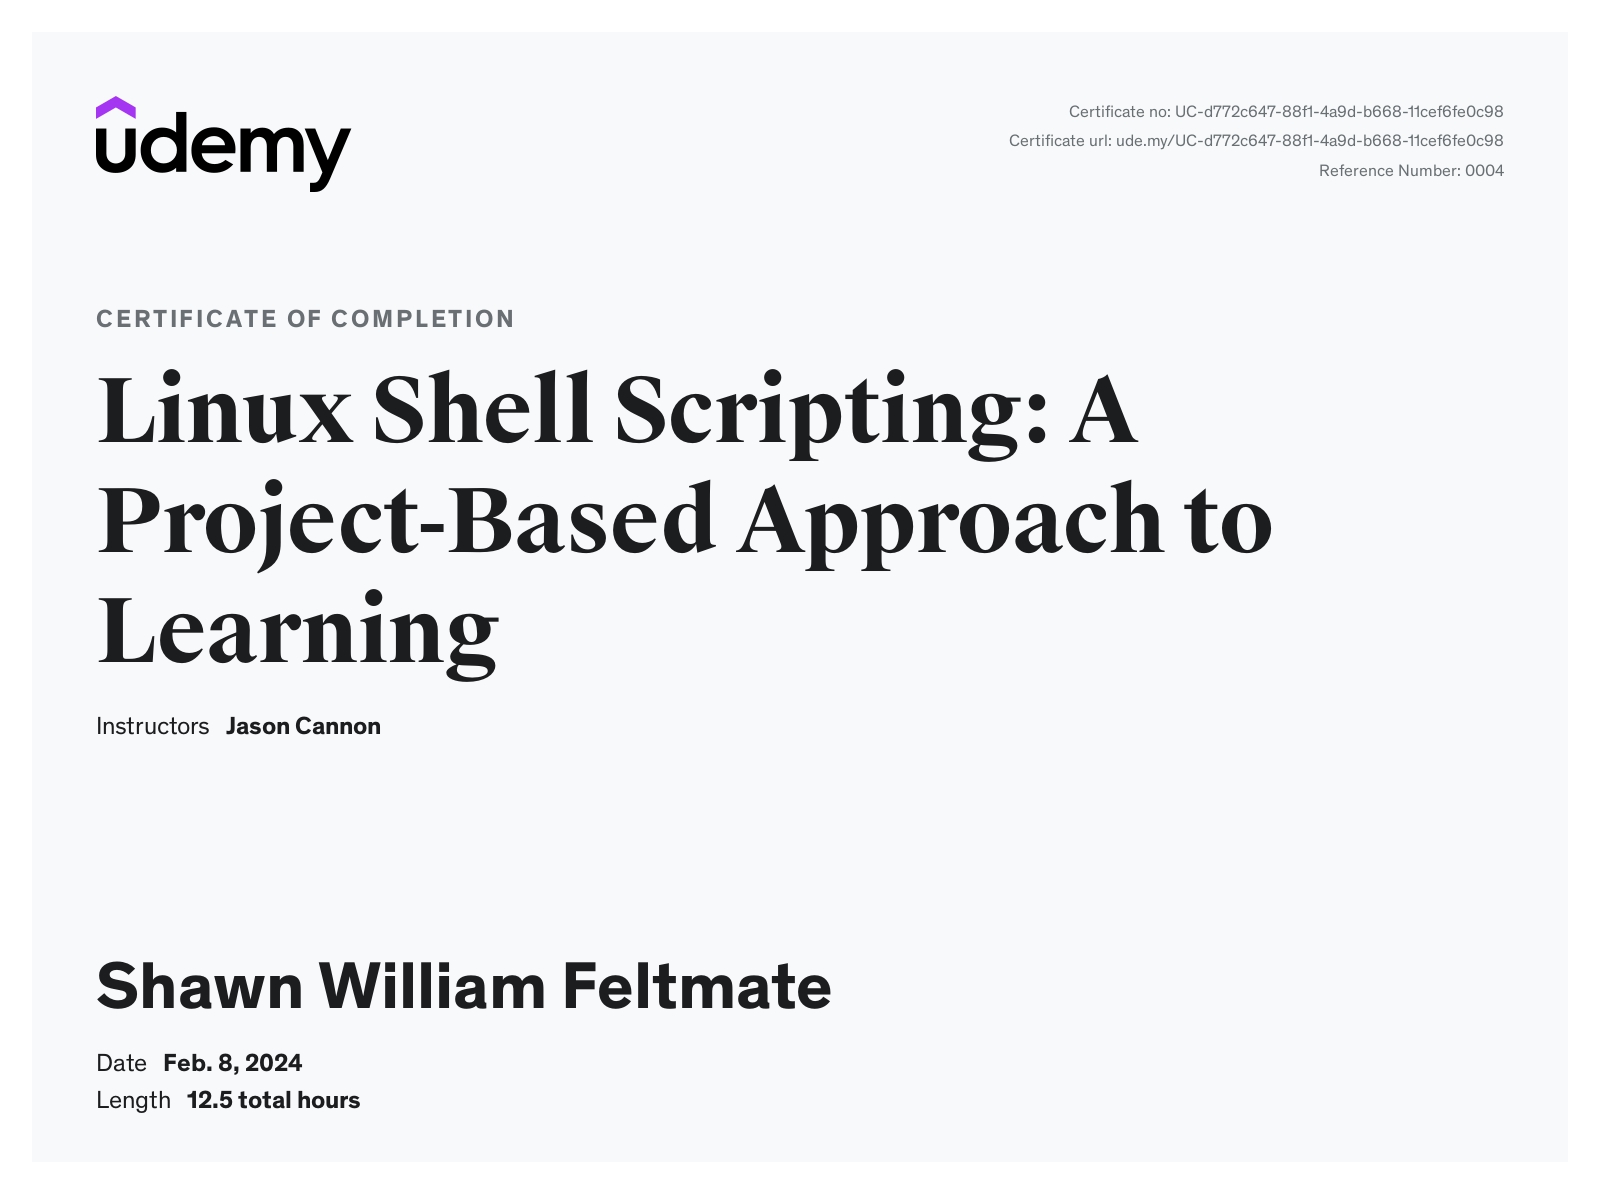 udemy
Certificate no: UC-d772c647-88f1-4a9d-b668-11cef6fe0c98
Certificate url: ude.my/UC-d772c647-88f1-4a9d-b668-11cef6fe0c98
Reference Number: 0004
CERTIFICATE OF COMPLETION
Linux Shell Scripting: A
Project-Based Approach to
Learning
Instructors Jason Cannon
Shawn William Feltmate
Date Feb. 8, 2024
Length 12.5 total hours